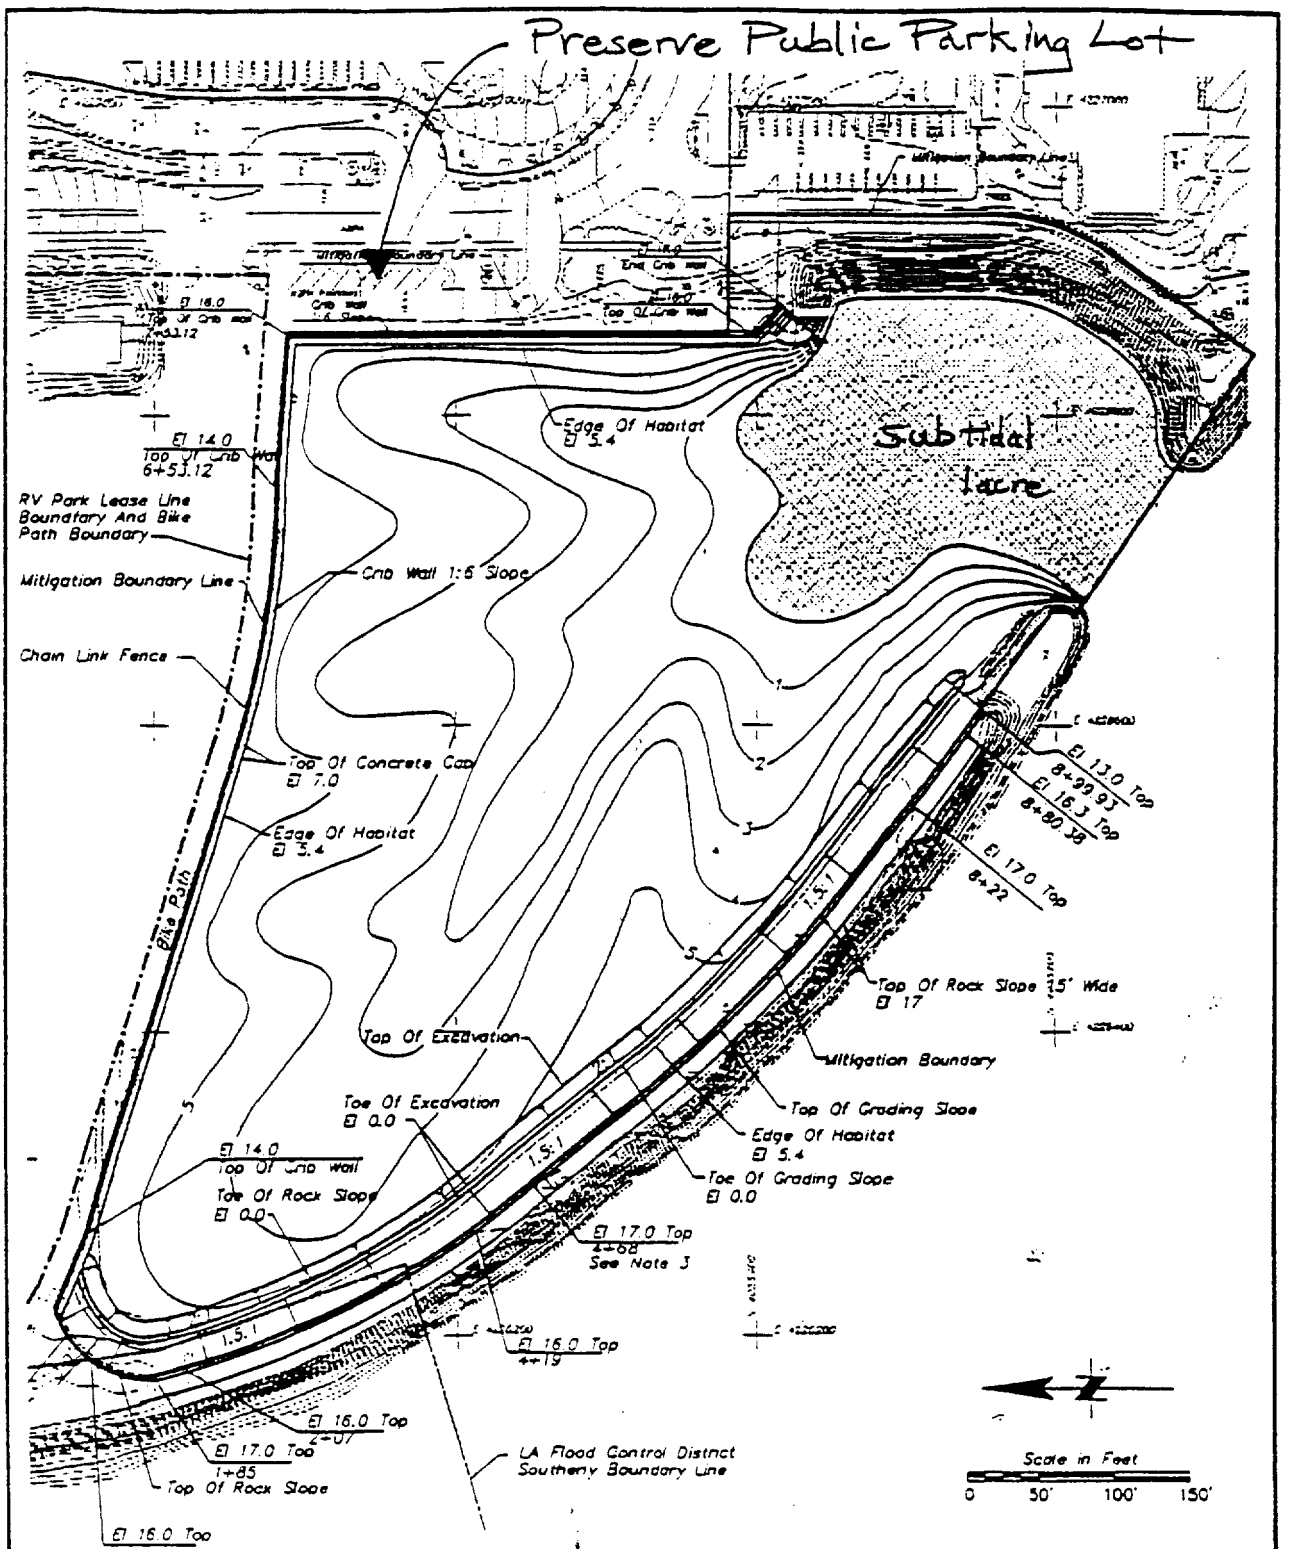 Preserve Public Parking Lot
Mitigation Boundary Line
El 16.0
Top Of Crib Wall
7+53.12
Crib Wall
End Crib Wall
Top Of Crib Wall
Edge Of Habitat
El 5.4
Subtidal
1acre
El 14.0
Top Of Crib Wall
6+53.12
RV Park Lease Line
Boundtary And Bike
Path Boundary
Mitigation Boundary Line
Crib Wall 1:6 Slope
Chain Link Fence
Top Of Concrete Cap
El 7.0
Edge Of Habitat
El 5.4
Bike Path
1
2
3
4
5
El 13.0 Top
8+99.93
El 16.3 Top
8+80.38
El 17.0 Top
8+22
1.5:1
Top Of Rock Slope 15' Wide
El 17
Top Of Excavation
Mitigation Boundary
Toe Of Excavation
El 0.0
Top Of Grading Slope
Edge Of Habitat
El 5.4
Toe Of Grading Slope
El 0.0
5
El 14.0
Top Of Crib Wall
Toe Of Rock Slope
El 0.0
1.5:1
El 17.0 Top
4+68
See Note 3
1.5:1
El 16.0 Top
4+19
El 16.0 Top
2+07
El 17.0 Top
1+85
Top Of Rock Slope
El 16.0 Top
LA Flood Control District
Southerly Boundary Line
N
Scale in Feet
0 50' 100' 150'